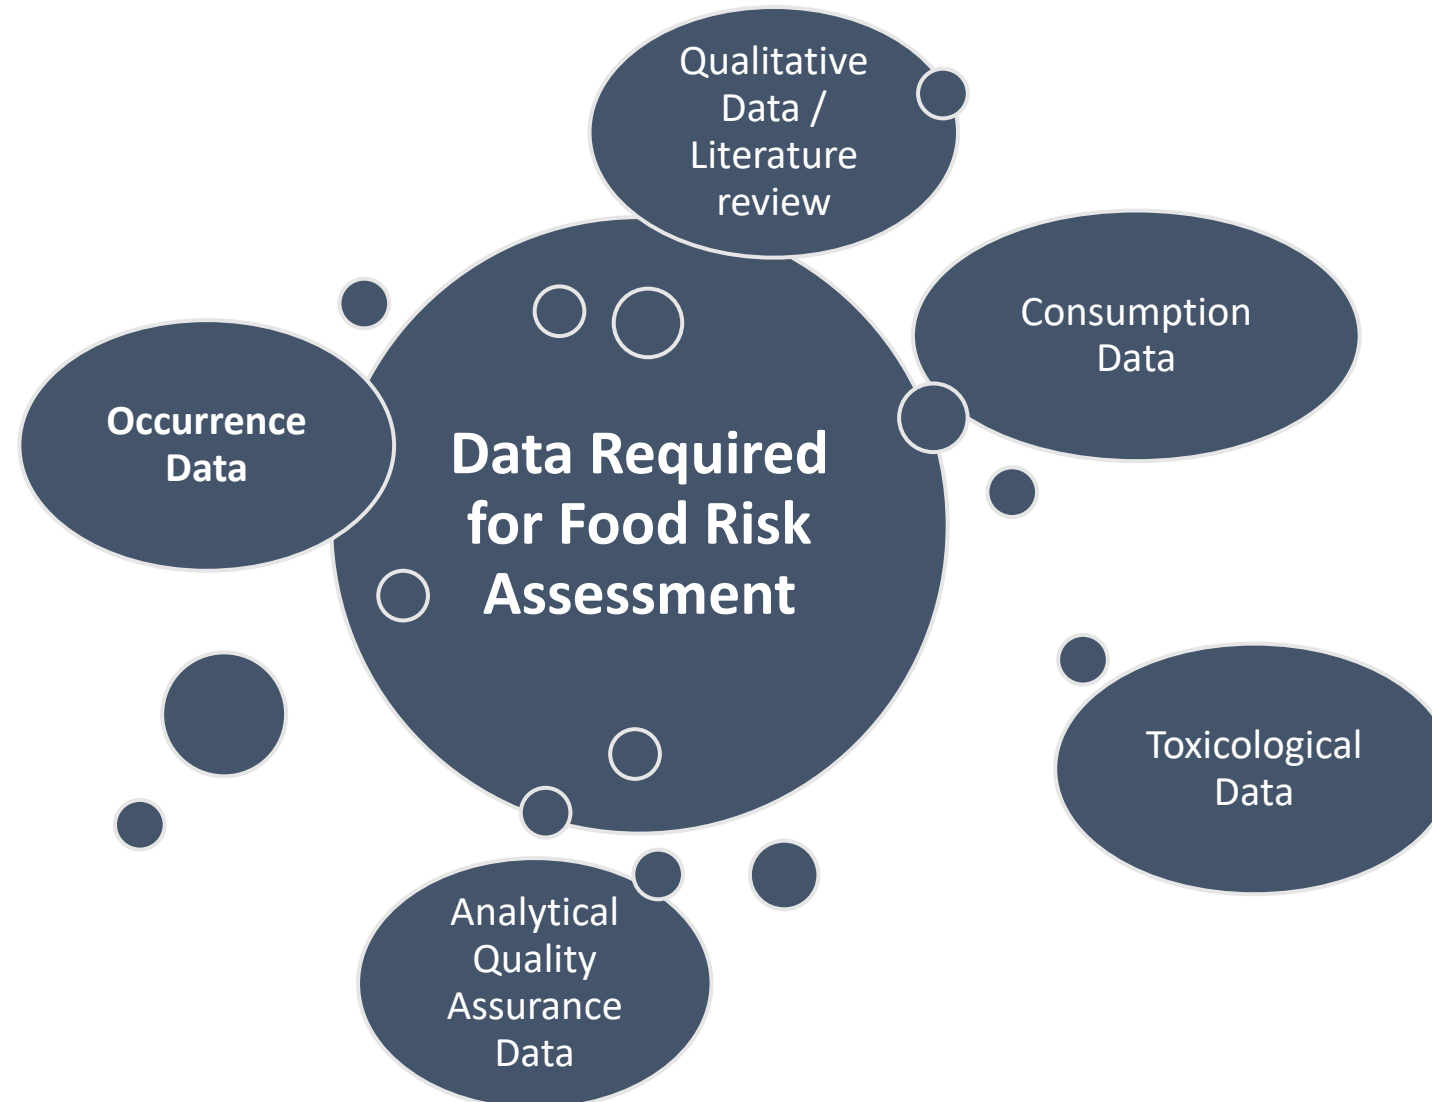 Qualitative
Data /
Literature
review
Consumption
Data
Occurrence
Data
Data Required
for Food Risk
Assessment
Toxicological
Data
Analytical
Quality
Assurance
Data